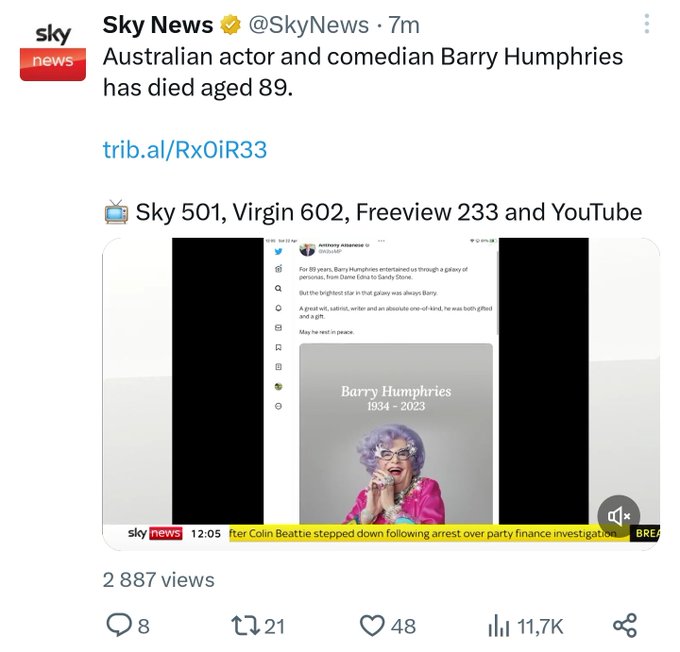 sky
news
Sky News @SkyNews · 7m
Australian actor and comedian Barry Humphries
has died aged 89.
trib.al/Rx0iR33
Sky 501, Virgin 602, Freeview 233 and YouTube
Anthony Albanese
@AlboMP
For 89 years, Barry Humphries entertained us through a galaxy of
personas, from Dame Edna to Sandy Stone.
But the brightest star in that galaxy was always Barry.
A great wit, satirist, writer and an absolute one-of-kind, he was both gifted
and a gift.
May he rest in peace.
Barry Humphries
1934 - 2023
sky news 12:05 fter Colin Beattie stepped down following arrest over party finance investigation BREA
2 887 views
8 21 48 11,7K